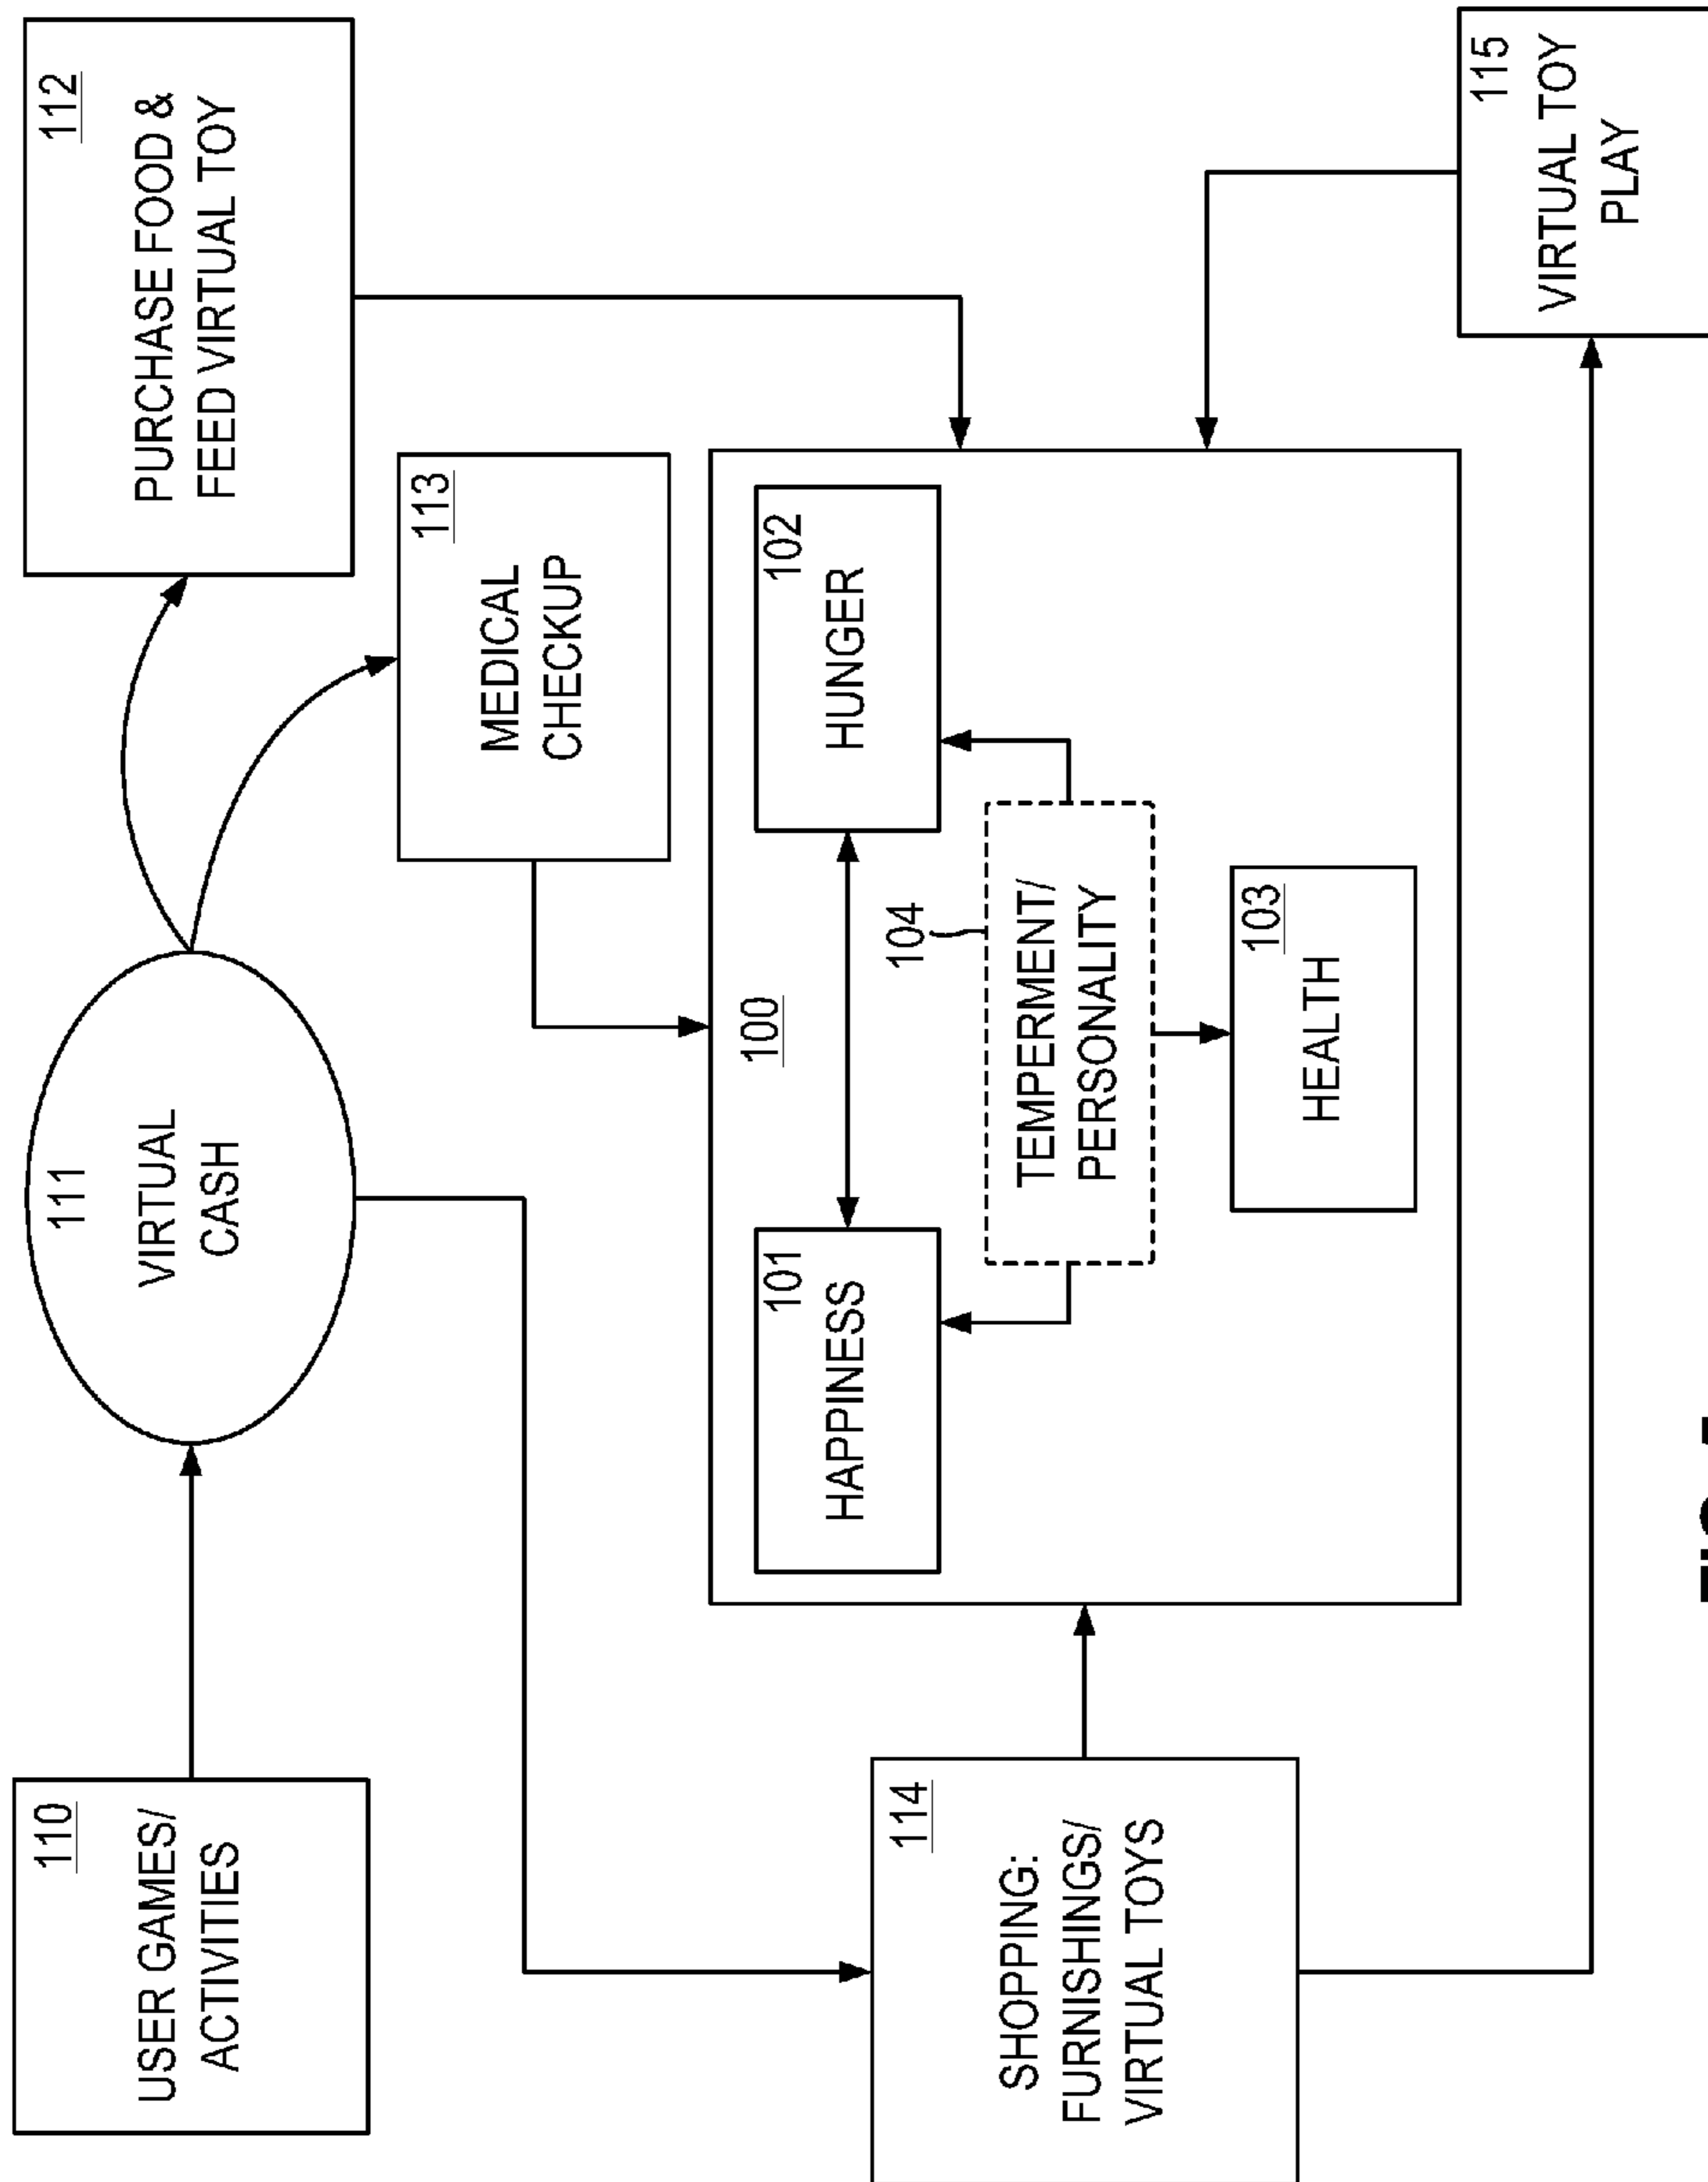 110
USER GAMES/
ACTIVITIES
111
VIRTUAL
CASH
112
PURCHASE FOOD &
FEED VIRTUAL TOY
113
MEDICAL
CHECKUP
100
101
HAPPINESS
102
HUNGER
104
TEMPERMENT/
PERSONALITY
103
HEALTH
114
SHOPPING:
FURNISHINGS/
VIRTUAL TOYS
115
VIRTUAL TOY
PLAY